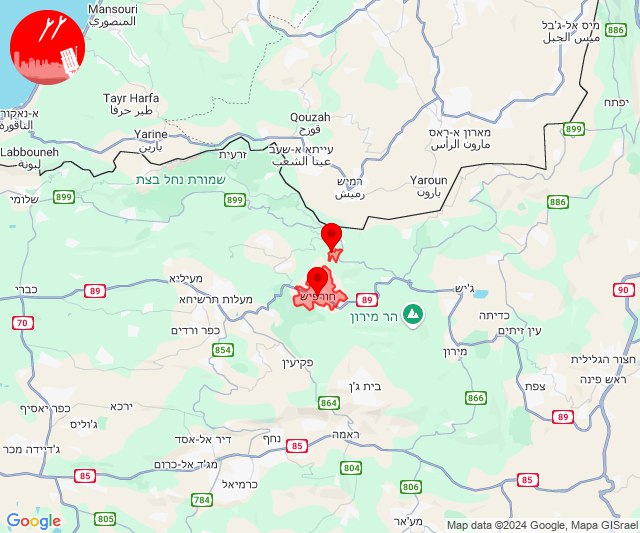 Mansouri
المنصوري
מיס אל-ג'בל
ميس الجبل
886
יפתח
Tayr Harfa
طير حرفا
א-נאקורה
الناقورة
Qouzah
قوزح
899
Yarine
يارين
Labbouneh
لبونة
זרעית
עייתא א-שעב
عيتا الشعب
מארון א-ראס
مارون الراس
שמורת נחל בצת
רמיש
رميش
Yaroun
يارون
899
899
שלומי
886
מעיליא
כברי
89
מעלות תרשיחא
חורפיש
89
ג'יש
90
הר מירון
כדיתה
70
כפר ורדים
עין זיתים
854
מירון
חצור הגלילית
פקיעין
ראש פינה
בית ג'ן
צפת
864
866
כפר יאסיף
ירכא
89
ג'וליס
ראמה
דיר אל-אסד
נחף
85
ג'דיידה מכר
מג'ד אל-כרום
804
85
85
כרמיאל
806
784
805
מע'אר
Google
Map data ©2024 Google, Mapa GISrael